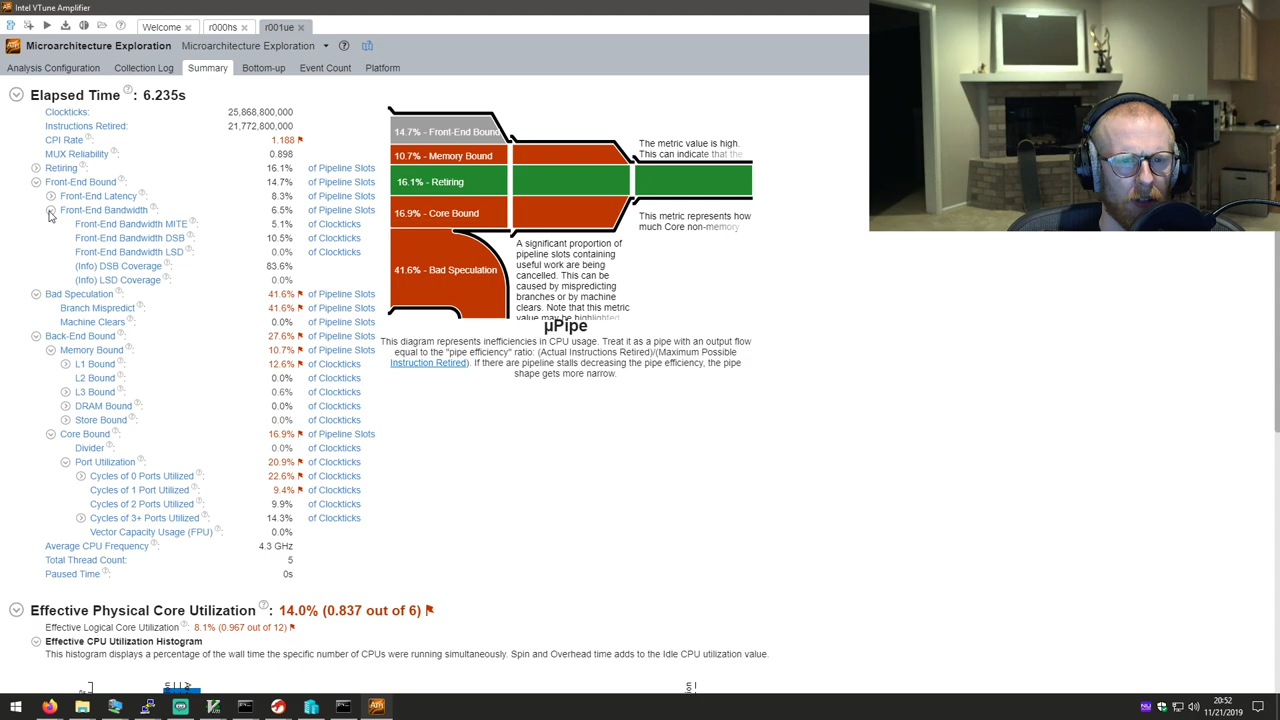 Intel VTune Amplifier
Welcome
r000hs
r001ue
Microarchitecture Exploration
Microarchitecture Exploration
Analysis Configuration
Collection Log
Summary
Bottom-up
Event Count
Platform
Elapsed Time : 6.235s
Clockticks: 25,868,800,000
Instructions Retired: 21,772,800,000
CPI Rate : 1.188
MUX Reliability : 0.898
Retiring : 16.1% of Pipeline Slots
Front-End Bound : 14.7% of Pipeline Slots
Front-End Latency : 8.3% of Pipeline Slots
Front-End Bandwidth : 6.5% of Pipeline Slots
Front-End Bandwidth MITE : 5.1% of Clockticks
Front-End Bandwidth DSB : 10.5% of Clockticks
Front-End Bandwidth LSD : 0.0% of Clockticks
(Info) DSB Coverage : 83.6%
(Info) LSD Coverage : 0.0%
Bad Speculation : 41.6% of Pipeline Slots
Branch Mispredict : 41.6% of Pipeline Slots
Machine Clears : 0.0% of Pipeline Slots
Back-End Bound : 27.6% of Pipeline Slots
Memory Bound : 10.7% of Pipeline Slots
L1 Bound : 12.6% of Clockticks
L2 Bound : 0.0% of Clockticks
L3 Bound : 0.6% of Clockticks
DRAM Bound : 0.0% of Clockticks
Store Bound : 0.0% of Clockticks
Core Bound : 16.9% of Pipeline Slots
Divider : 0.0% of Clockticks
Port Utilization : 20.9% of Clockticks
Cycles of 0 Ports Utilized : 22.6% of Clockticks
Cycles of 1 Port Utilized : 9.4% of Clockticks
Cycles of 2 Ports Utilized : 9.9% of Clockticks
Cycles of 3+ Ports Utilized : 14.3% of Clockticks
Vector Capacity Usage (FPU) : 0.0%
Average CPU Frequency : 4.3 GHz
Total Thread Count: 5
Paused Time : 0s
14.7% - Front-End Bound
10.7% - Memory Bound
16.1% - Retiring
16.9% - Core Bound
41.6% - Bad Speculation
The metric value is high.
This can indicate that the
This metric represents how
much Core non-memory
A significant proportion of
pipeline slots containing
useful work are being
cancelled. This can be
caused by mispredicting
branches or by machine
clears. Note that this metric
value may be highlighted
µPipe
This diagram represents inefficiencies in CPU usage. Treat it as a pipe with an output flow
equal to the "pipe efficiency" ratio: (Actual Instructions Retired)/(Maximum Possible
Instruction Retired). If there are pipeline stalls decreasing the pipe efficiency, the pipe
shape gets more narrow.
Effective Physical Core Utilization : 14.0% (0.837 out of 6)
Effective Logical Core Utilization : 8.1% (0.967 out of 12)
Effective CPU Utilization Histogram
This histogram displays a percentage of the wall time the specific number of CPUs were running simultaneously. Spin and Overhead time adds to the Idle CPU utilization value.
20:52
11/21/2019